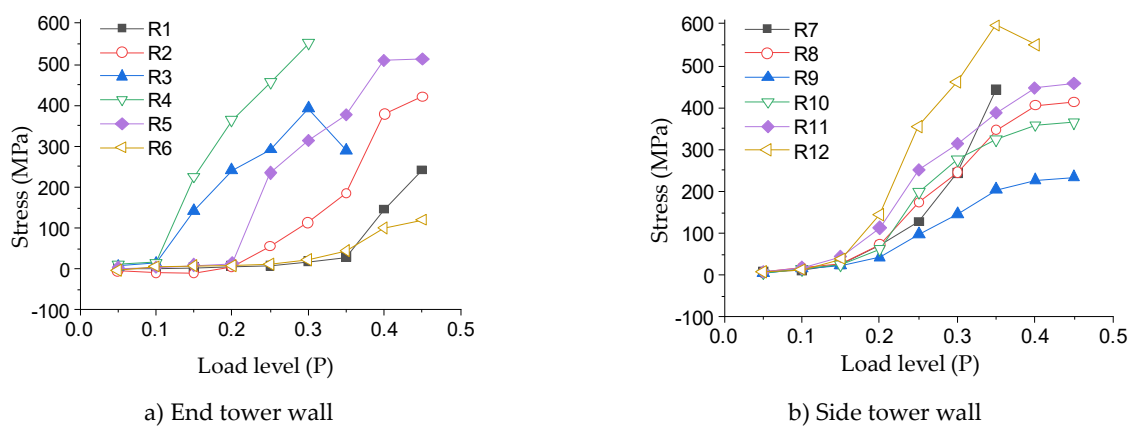 600
500
400
300
200
100
0
-100
Stress (MPa)
R1
R2
R3
R4
R5
R6
0.0 0.1 0.2 0.3 0.4 0.5
Load level (P)
a) End tower wall
600
500
400
300
200
100
0
-100
Stress (MPa)
R7
R8
R9
R10
R11
R12
0.0 0.1 0.2 0.3 0.4 0.5
Load level (P)
b) Side tower wall